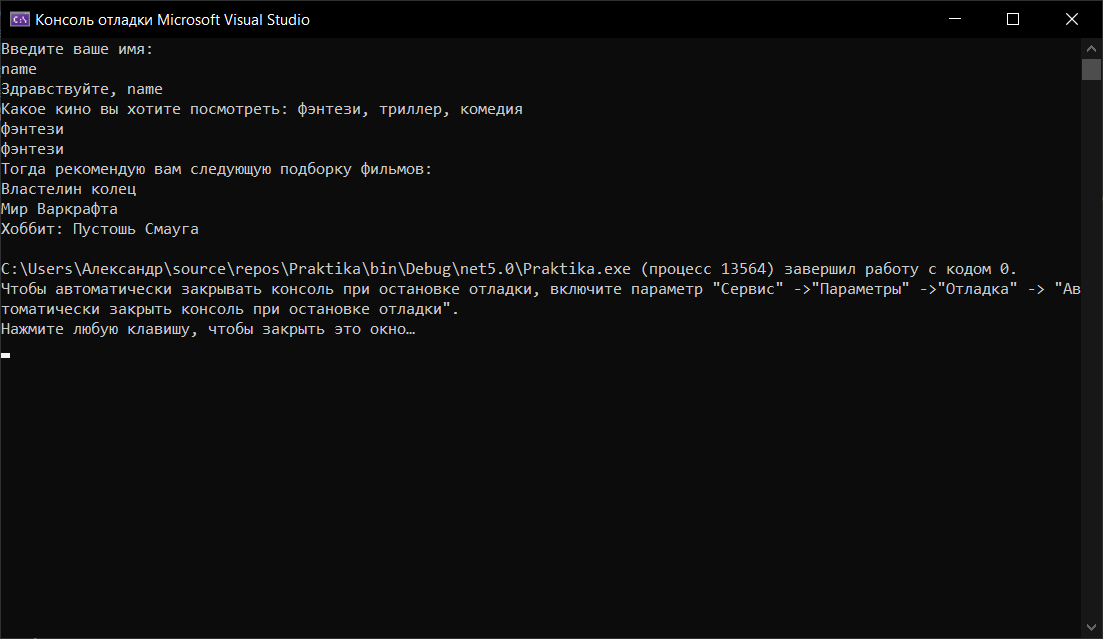 Консоль отладки Microsoft Visual Studio
Введите ваше имя:
name
Здравствуйте, name
Какое кино вы хотите посмотреть: фэнтези, триллер, комедия
фэнтези
фэнтези
Тогда рекомендую вам следующую подборку фильмов:
Властелин колец
Мир Варкрафта
Хоббит: Пустошь Смауга
C:\Users\Александр\source\repos\Praktika\bin\Debug\net5.0\Praktika.exe (процесс 13564) завершил работу с кодом 0.
Чтобы автоматически закрывать консоль при остановке отладки, включите параметр "Сервис" ->"Параметры" ->"Отладка" -> "Ав
томатически закрыть консоль при остановке отладки".
Нажмите любую клавишу, чтобы закрыть это окно…